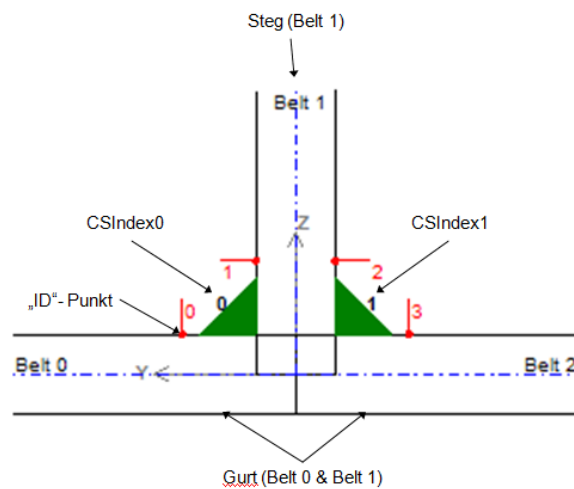 Steg (Belt 1)
Belt 1
CSIndex0
Z
CSIndex1
1
2
0
1
„ID“- Punkt
0
3
Belt 0
Y
Belt 2
Gurt (Belt 0 & Belt 1)